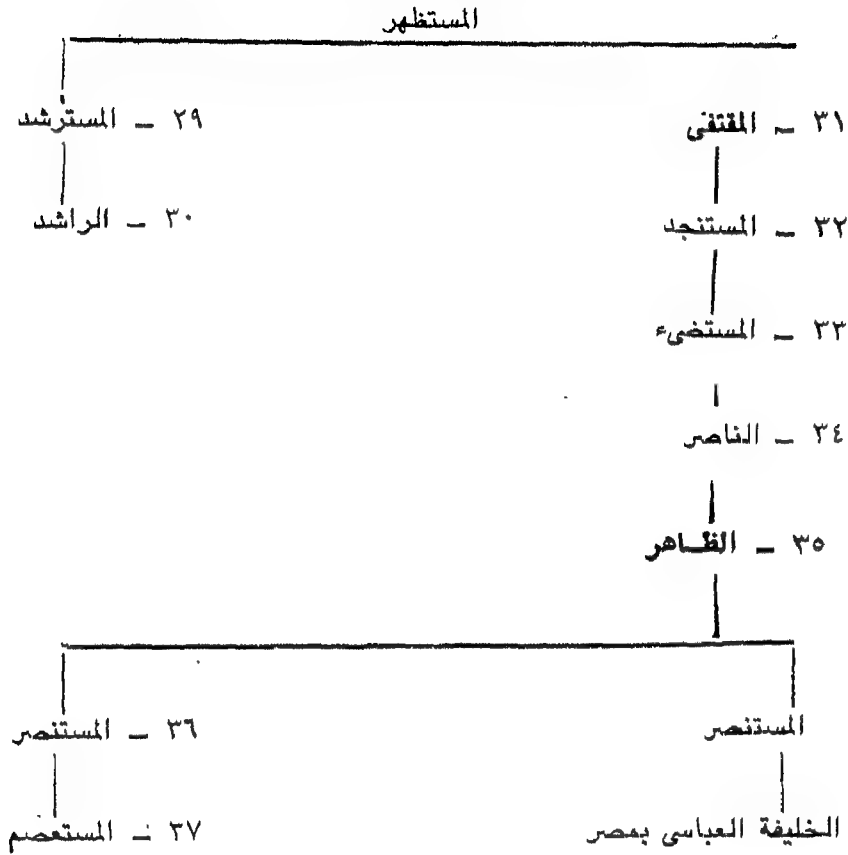 المستظهر
٣١ – المقتفى
٢٩ – المسترشد
٣٢ – المستنجد
٣٠ – الراشد
٣٣ – المستضىء
٣٤ – الناصر
٣٥ – الظاهر
المستنصر
٣٦ – المستنصر
الخليفة العباسى بمصر
٣٧ – المستعصم